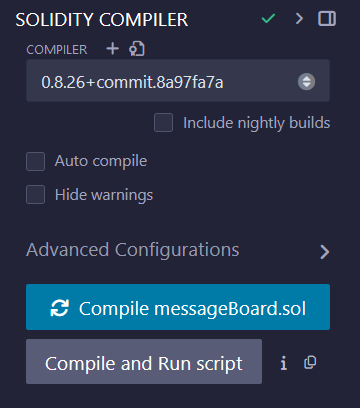 SOLIDITY COMPILER
COMPILER
0.8.26+commit.8a97fa7a
Include nightly builds
Auto compile
Hide warnings
Advanced Configurations
Compile messageBoard.sol
Compile and Run script